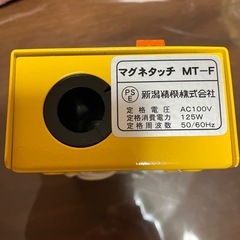 マグネタッチ MT-F
PS
E
新潟精機株式会社
定格電圧 AC100V
定格消費電力 125W
定格周波数 50/60Hz